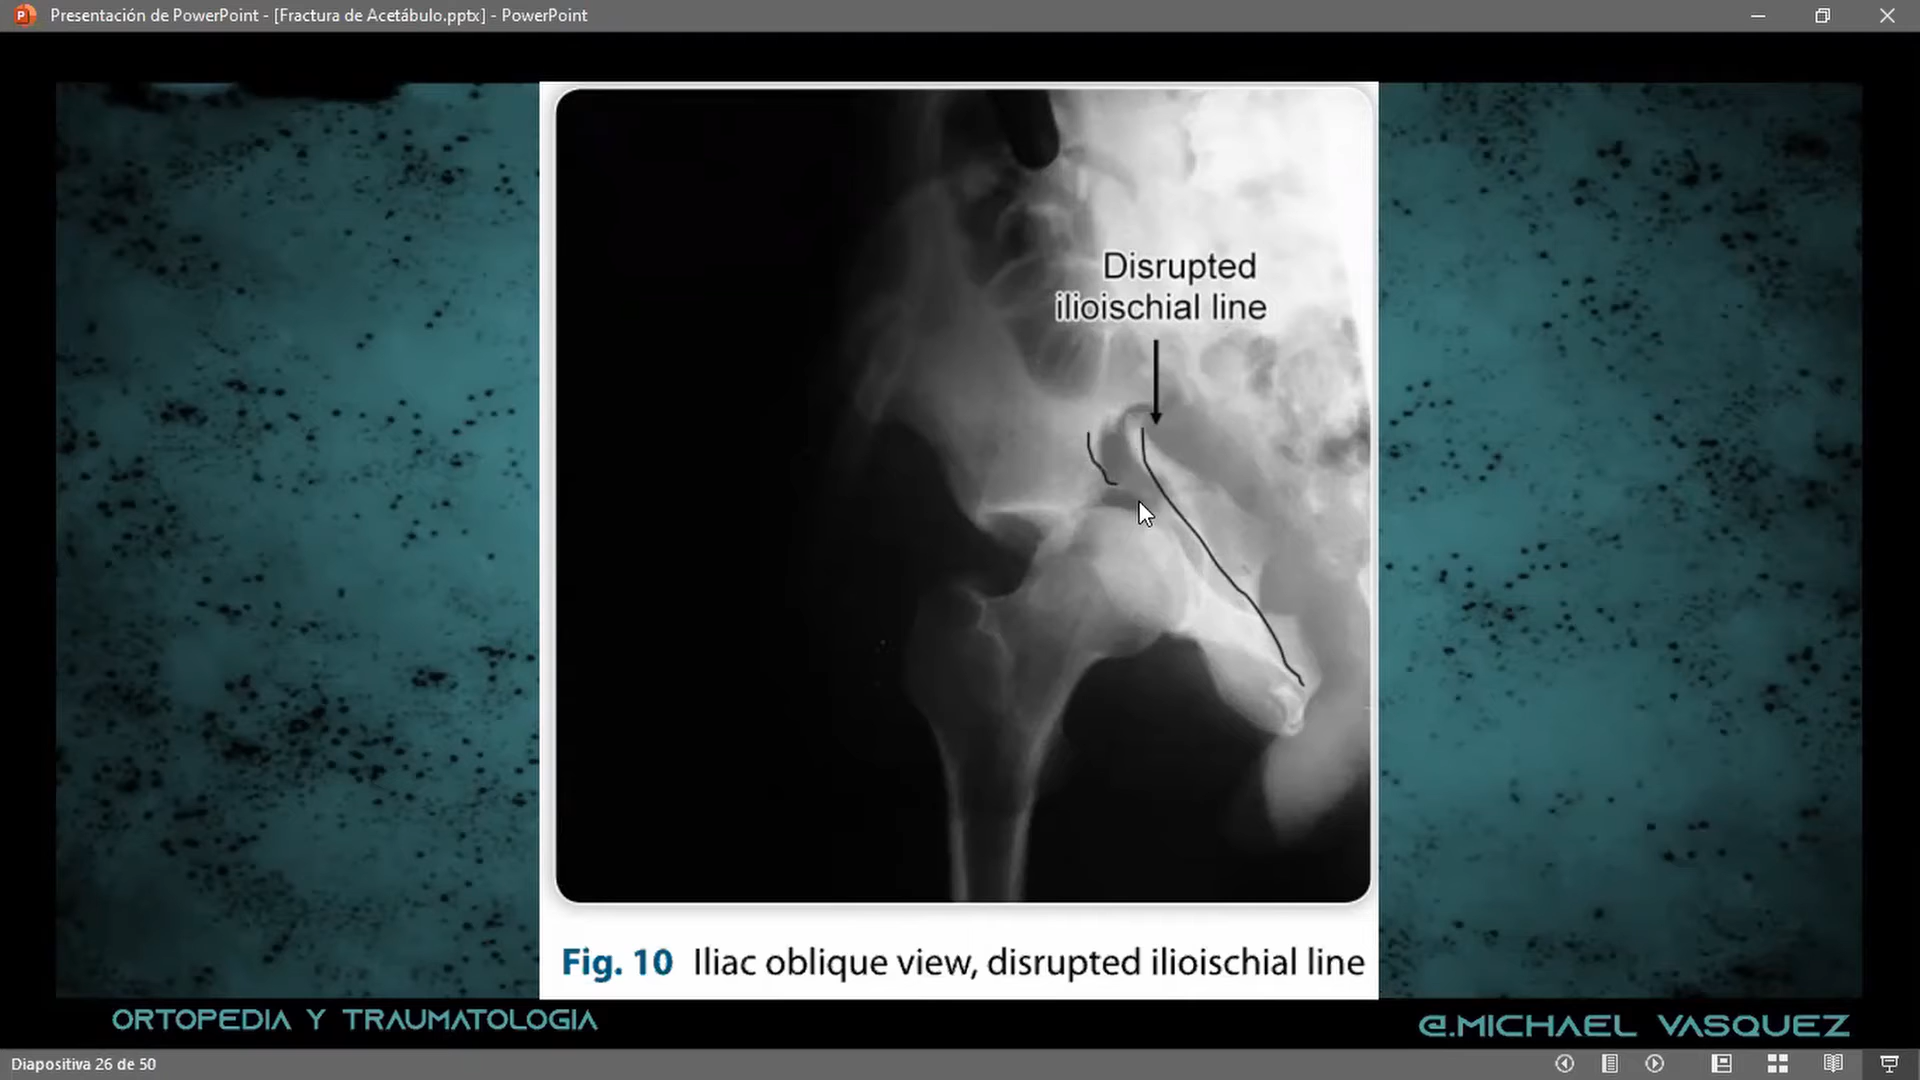 Presentación de PowerPoint - [Fractura de Acetábulo.pptx] - PowerPoint
Disrupted
ilioischial line
Fig. 10 Iliac oblique view, disrupted ilioischial line
ORTOPEDIA Y TRAUMATOLOGIA
@.MICHAEL VASQUEZ
Diapositiva 26 de 50